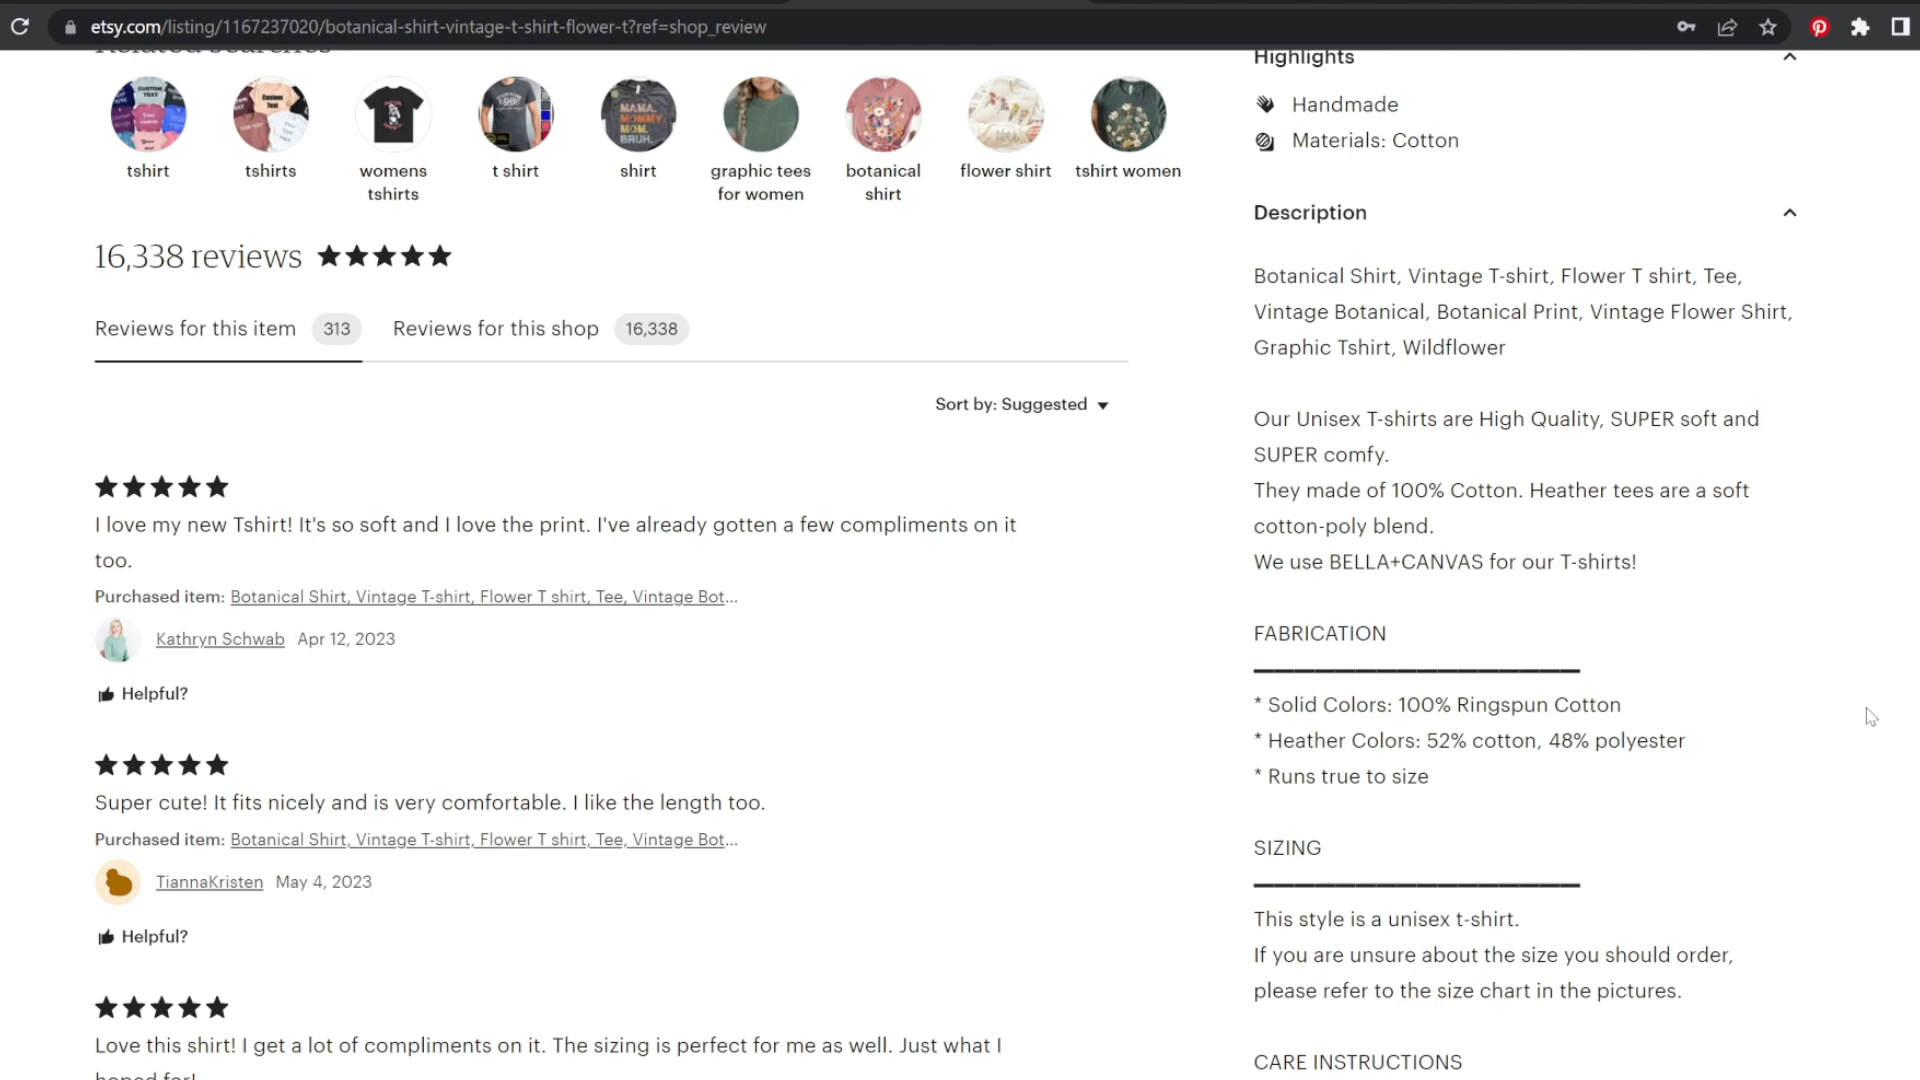 etsy.com/listing/1167237020/botanical-shirt-vintage-t-shirt-flower-t?ref=shop_review
Related searches
tshirt
tshirts
womens
tshirts
t shirt
shirt
graphic tees
for women
botanical
shirt
flower shirt
tshirt women
16,338 reviews
Reviews for this item 313 Reviews for this shop 16,338
Sort by: Suggested
I love my new Tshirt! It's so soft and I love the print. I've already gotten a few compliments on it
too.
Purchased item: Botanical Shirt, Vintage T-shirt, Flower T shirt, Tee, Vintage Bot...
Kathryn Schwab Apr 12, 2023
Helpful?
Super cute! It fits nicely and is very comfortable. I like the length too.
Purchased item: Botanical Shirt, Vintage T-shirt, Flower T shirt, Tee, Vintage Bot...
TiannaKristen May 4, 2023
Helpful?
Love this shirt! I get a lot of compliments on it. The sizing is perfect for me as well. Just what I
hoped for!
Highlights
Handmade
Materials: Cotton
Description
Botanical Shirt, Vintage T-shirt, Flower T shirt, Tee,
Vintage Botanical, Botanical Print, Vintage Flower Shirt,
Graphic Tshirt, Wildflower
Our Unisex T-shirts are High Quality, SUPER soft and
SUPER comfy.
They made of 100% Cotton. Heather tees are a soft
cotton-poly blend.
We use BELLA+CANVAS for our T-shirts!
FABRICATION
* Solid Colors: 100% Ringspun Cotton
* Heather Colors: 52% cotton, 48% polyester
* Runs true to size
SIZING
This style is a unisex t-shirt.
If you are unsure about the size you should order,
please refer to the size chart in the pictures.
CARE INSTRUCTIONS